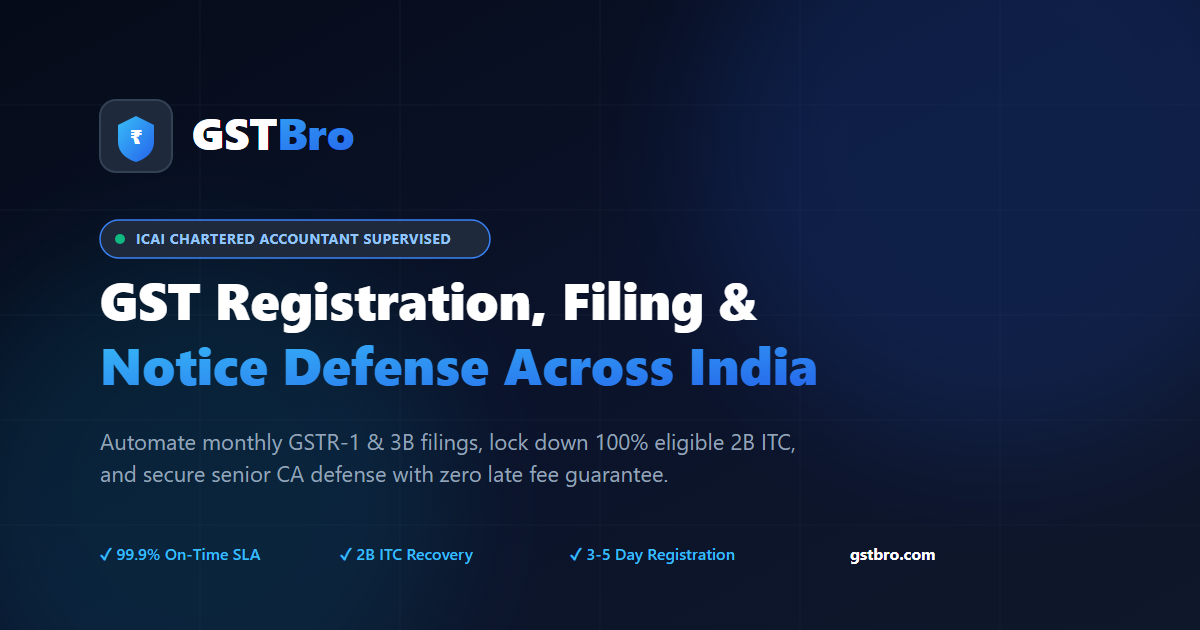 ₹
GSTBro
ICAI CHARTERED ACCOUNTANT SUPERVISED
GST Registration, Filing &
Notice Defense Across India
Automate monthly GSTR-1 & 3B filings, lock down 100% eligible 2B ITC,
and secure senior CA defense with zero late fee guarantee.
✓ 99.9% On-Time SLA
✓ 2B ITC Recovery
✓ 3-5 Day Registration
gstbro.com